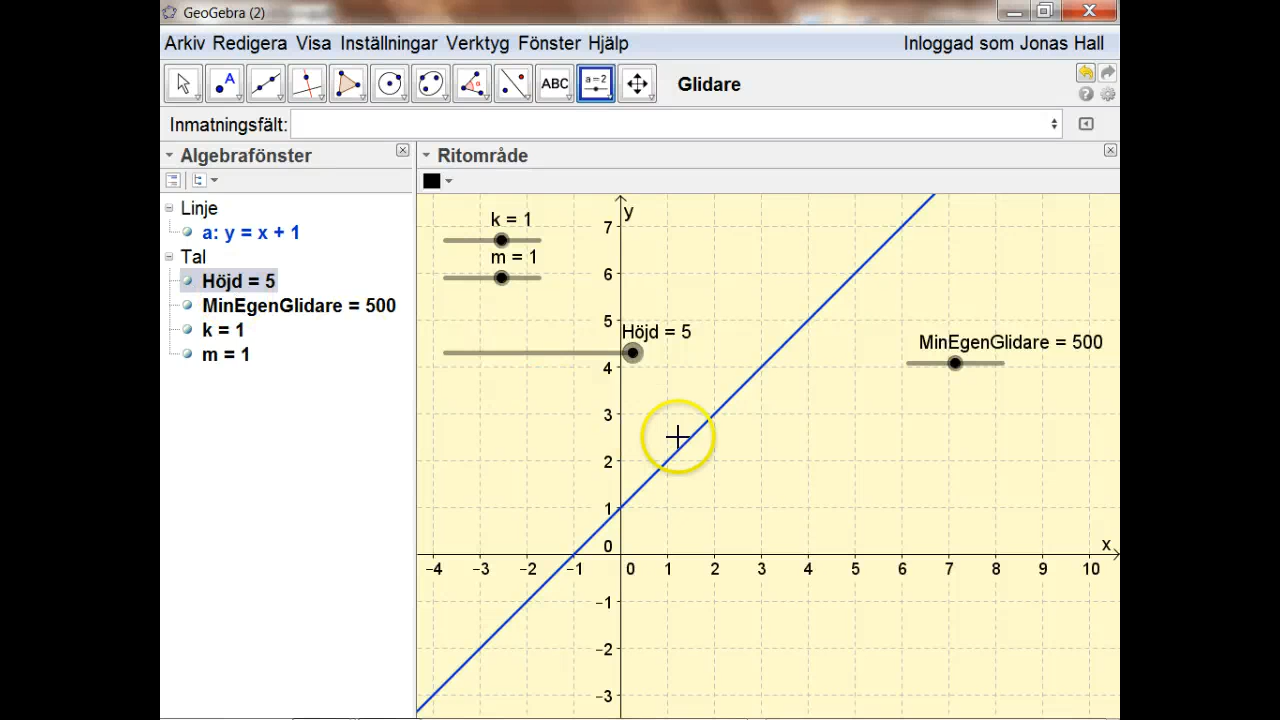 GeoGebra (2)
Arkiv Redigera Visa Inställningar Verktyg Fönster Hjälp Inloggad som Jonas Hall
A ABC a=2 Glidare
Inmatningsfält:
Algebrafönster Ritområde
Linje
a: y = x + 1
Tal
Höjd = 5
MinEgenGlidare = 500
k = 1
m = 1
k = 1
m = 1
Höjd = 5
MinEgenGlidare = 500
y
7
6
5
4
3
2
1
0
−1
−2
−3
x
−4 −3 −2 −1 0 1 2 3 4 5 6 7 8 9 10